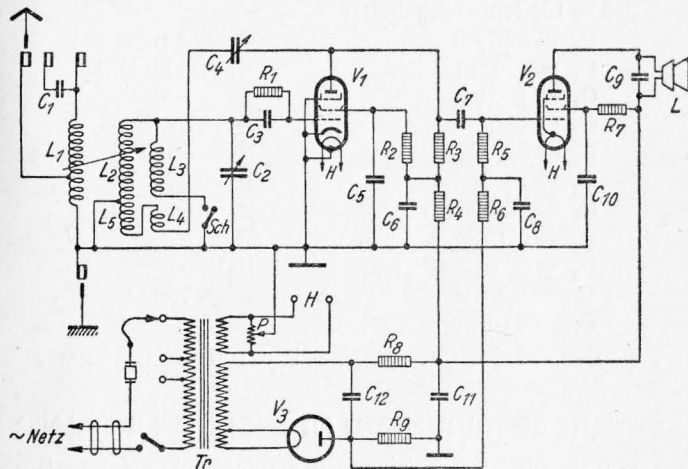 C4
R1
V1
V2
C9
C1
C3
C7
L
L1
L2
L3
C2
H
C5
R2
R3
R5
H
R7
L5
L4
Sch
C6
R4
R6
C8
C10
P
H
R8
~Netz
Tr
V3
C12
R9
C11